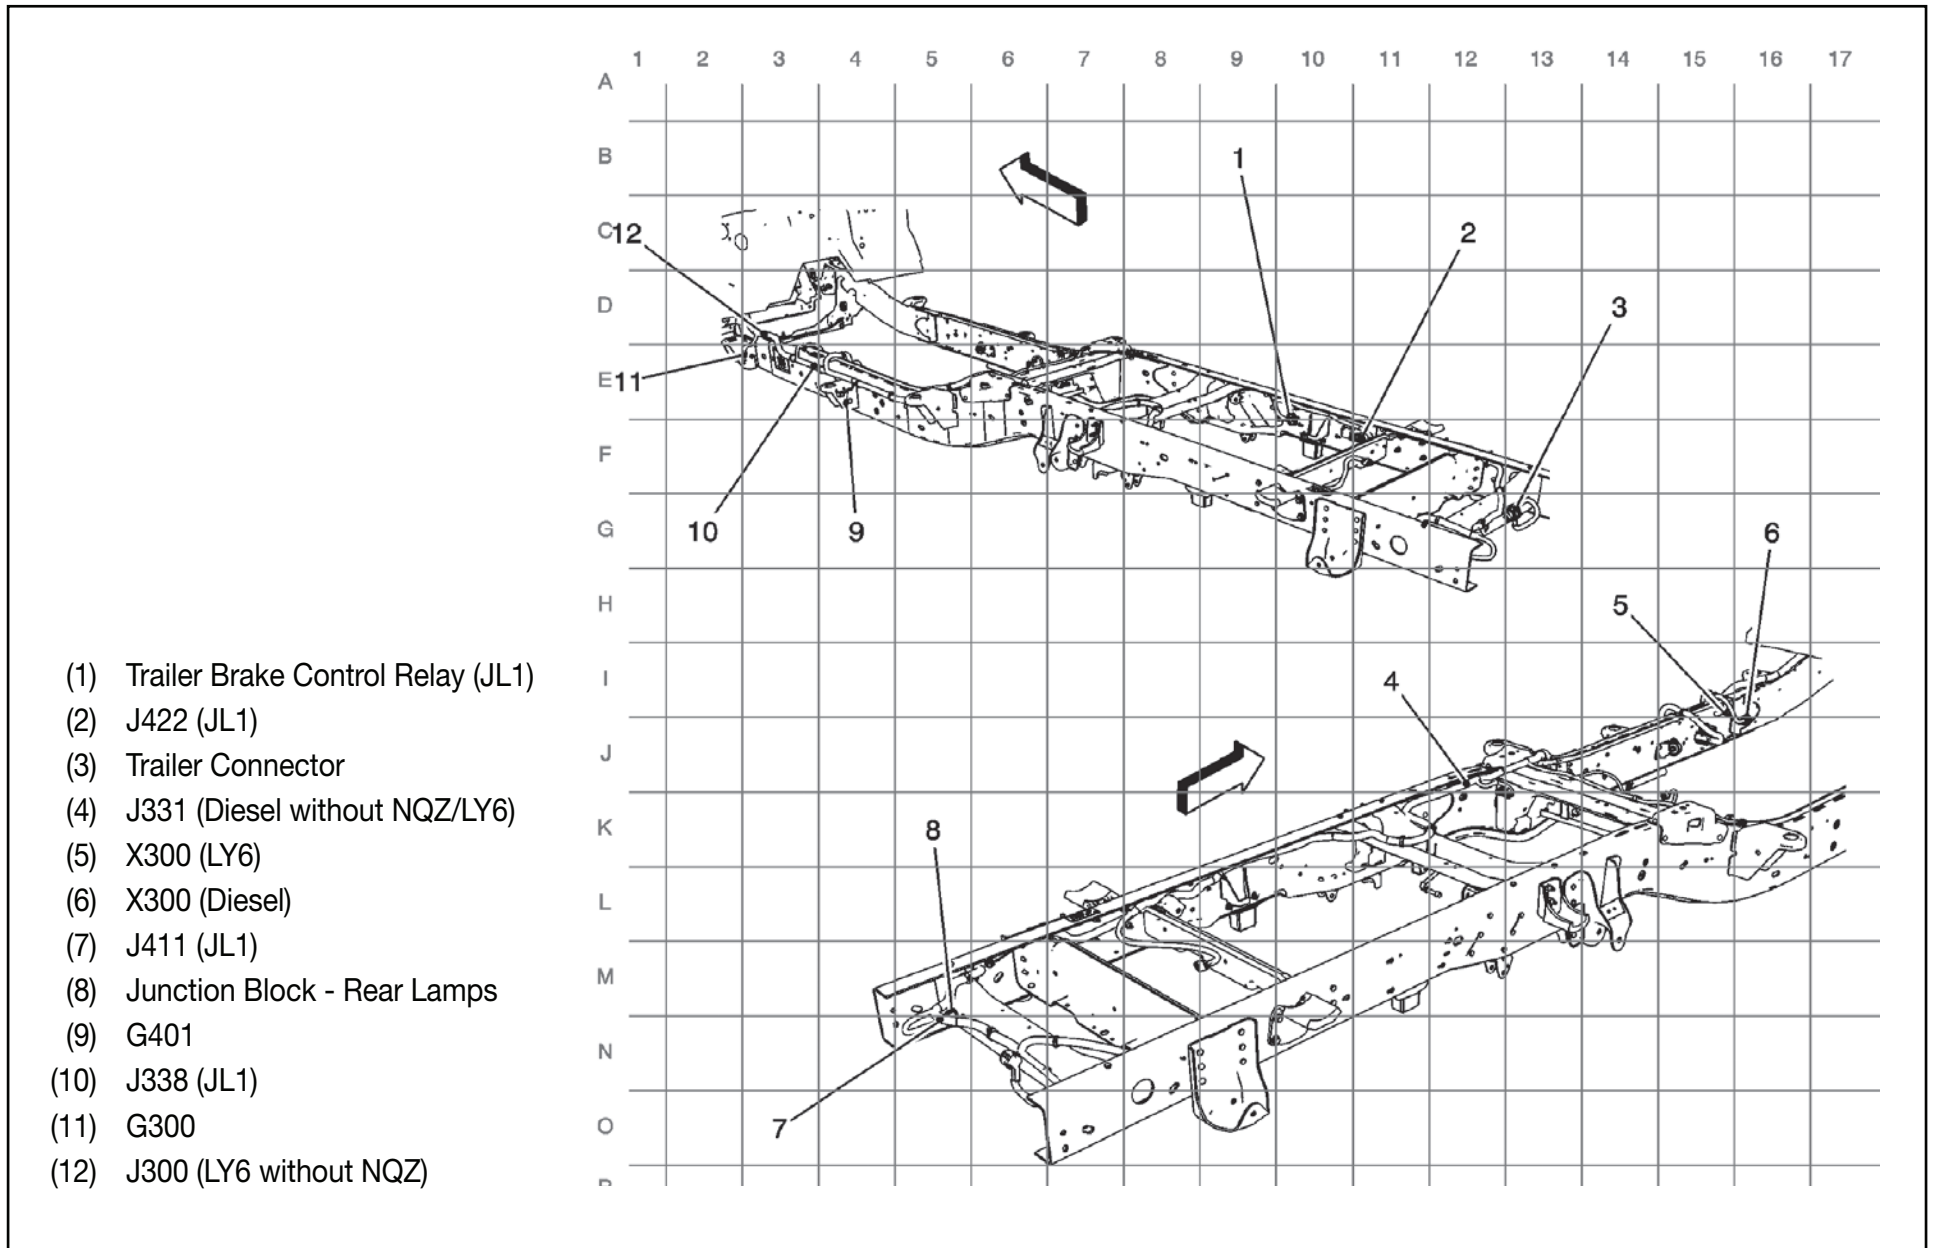 1 2 3 4 5 6 7 8 9 10 11 12 13 14 15 16 17
A
B
1
C 12
2
D
3
E 11
F
G
10
9
6
H
5
I
4
J
K
8
L
M
N
O
7
P
(1) Trailer Brake Control Relay (JL1)
(2) J422 (JL1)
(3) Trailer Connector
(4) J331 (Diesel without NQZ/LY6)
(5) X300 (LY6)
(6) X300 (Diesel)
(7) J411 (JL1)
(8) Junction Block - Rear Lamps
(9) G401
(10) J338 (JL1)
(11) G300
(12) J300 (LY6 without NQZ)